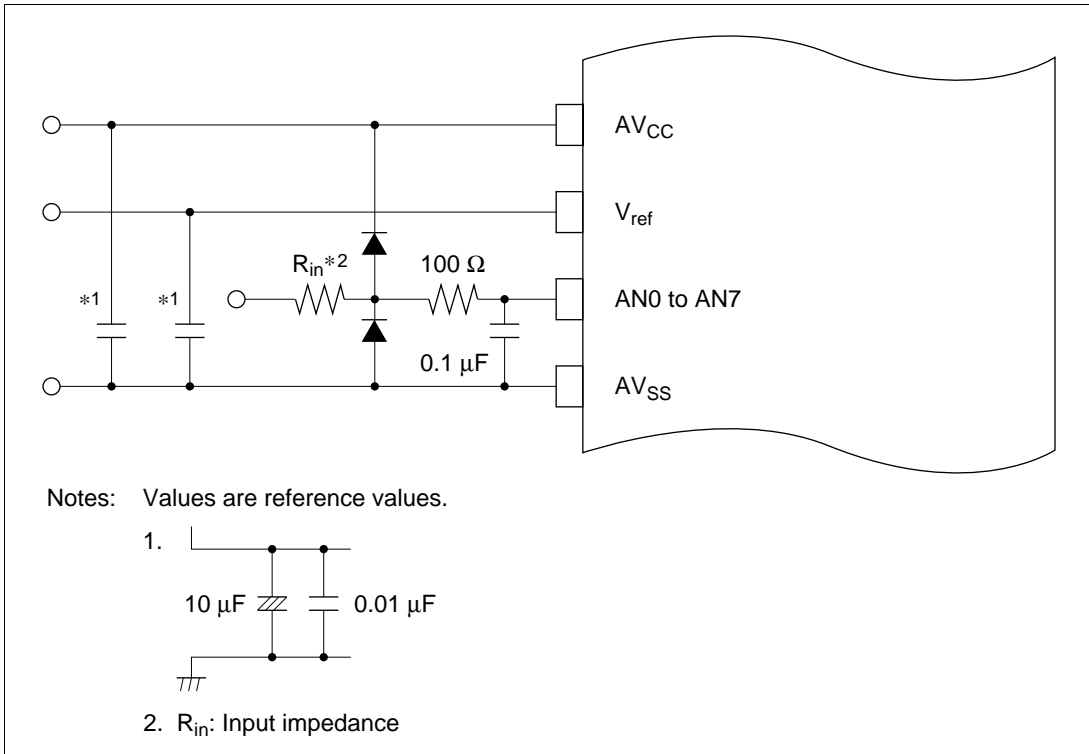 AVCC
Vref
Rin*2
100 Ω
*1
*1
AN0 to AN7
0.1 µF
AVSS
Notes: Values are reference values.
1.
10 µF
0.01 µF
2. Rin: Input impedance